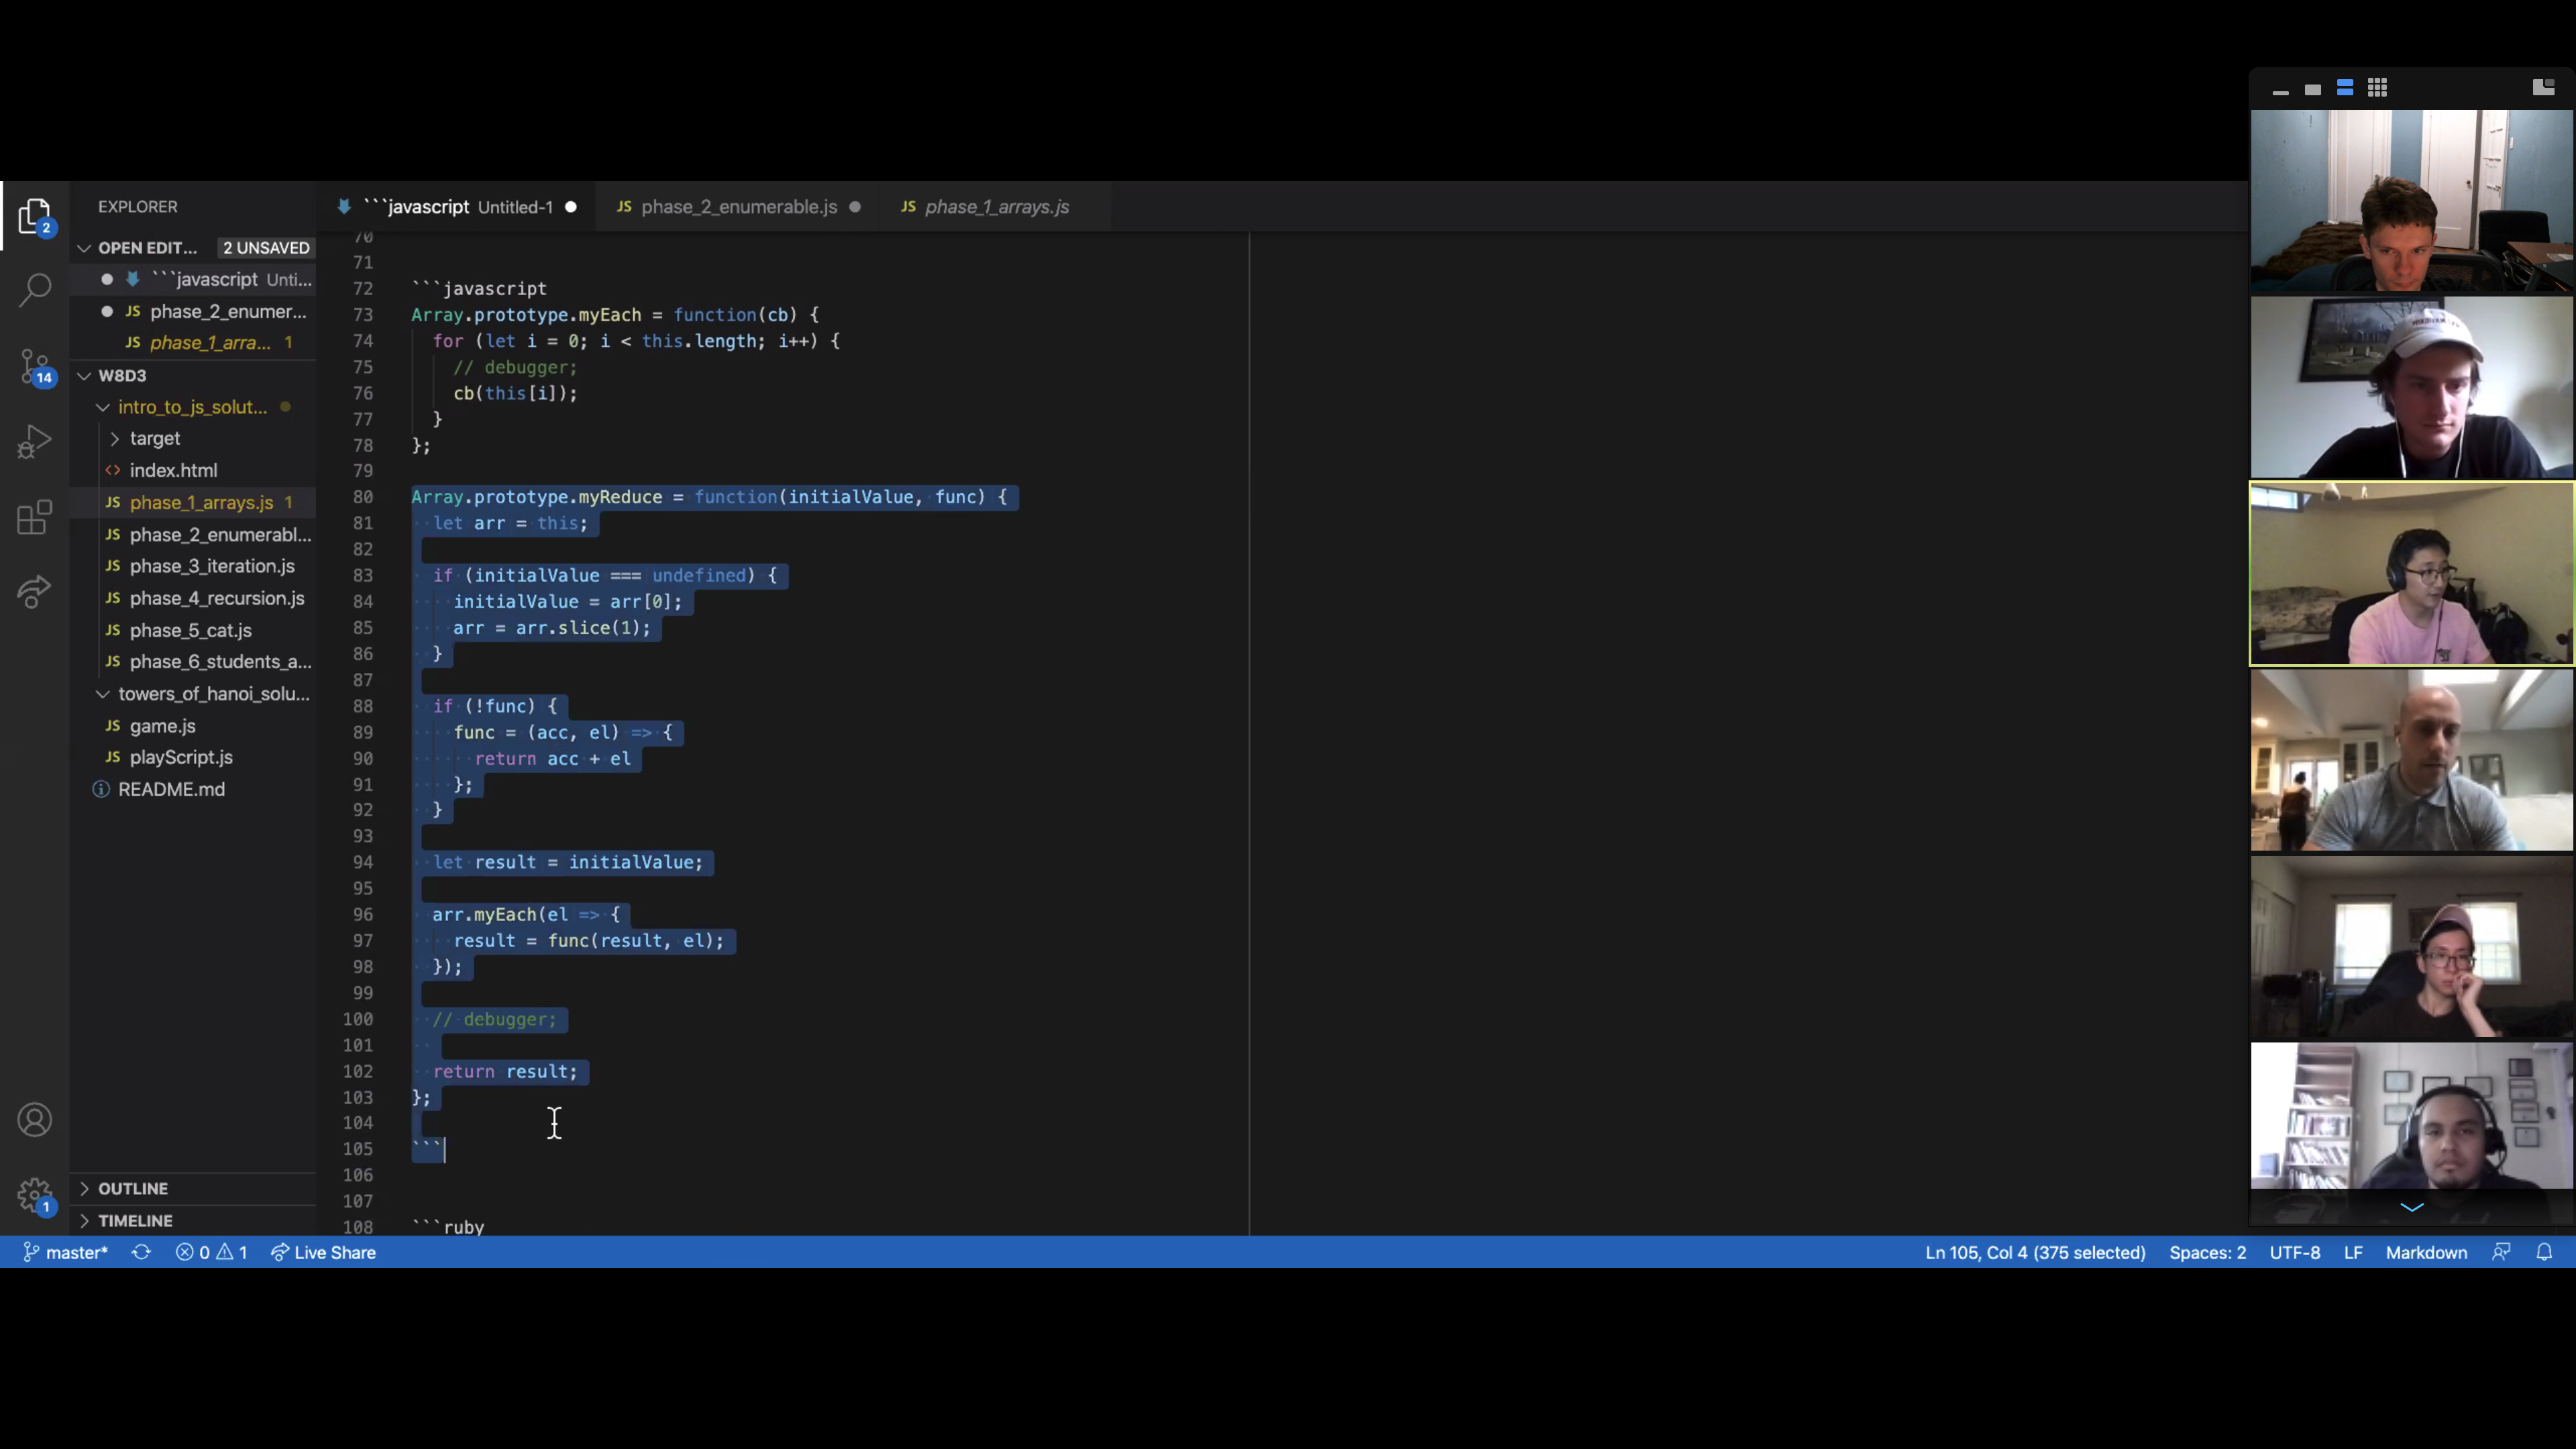 EXPLORER
OPEN EDIT... 2 UNSAVED
```javascript Unti...
JS phase_2_enumer...
JS phase_1_arra... 1
W8D3
intro_to_js_solut...
target
<> index.html
JS phase_1_arrays.js 1
JS phase_2_enumerabl...
JS phase_3_iteration.js
JS phase_4_recursion.js
JS phase_5_cat.js
JS phase_6_students_a...
towers_of_hanoi_solu...
JS game.js
JS playScript.js
README.md
OUTLINE
TIMELINE
2
14
1
```javascript Untitled-1
JS phase_2_enumerable.js
JS phase_1_arrays.js
70
71
72 ```javascript
73 Array.prototype.myEach = function(cb) {
74 for (let i = 0; i < this.length; i++) {
75 // debugger;
76 cb(this[i]);
77 }
78 };
79
80 Array.prototype.myReduce = function(initialValue, func) {
81 let arr = this;
82
83 if (initialValue === undefined) {
84 initialValue = arr[0];
85 arr = arr.slice(1);
86 }
87
88 if (!func) {
89 func = (acc, el) => {
90 return acc + el
91 };
92 }
93
94 let result = initialValue;
95
96 arr.myEach(el => {
97 result = func(result, el);
98 });
99
100 // debugger;
101
102 return result;
103 };
104
105 ```
106
107
108 ```ruby
master* 0 1 Live Share
Ln 105, Col 4 (375 selected) Spaces: 2 UTF-8 LF Markdown